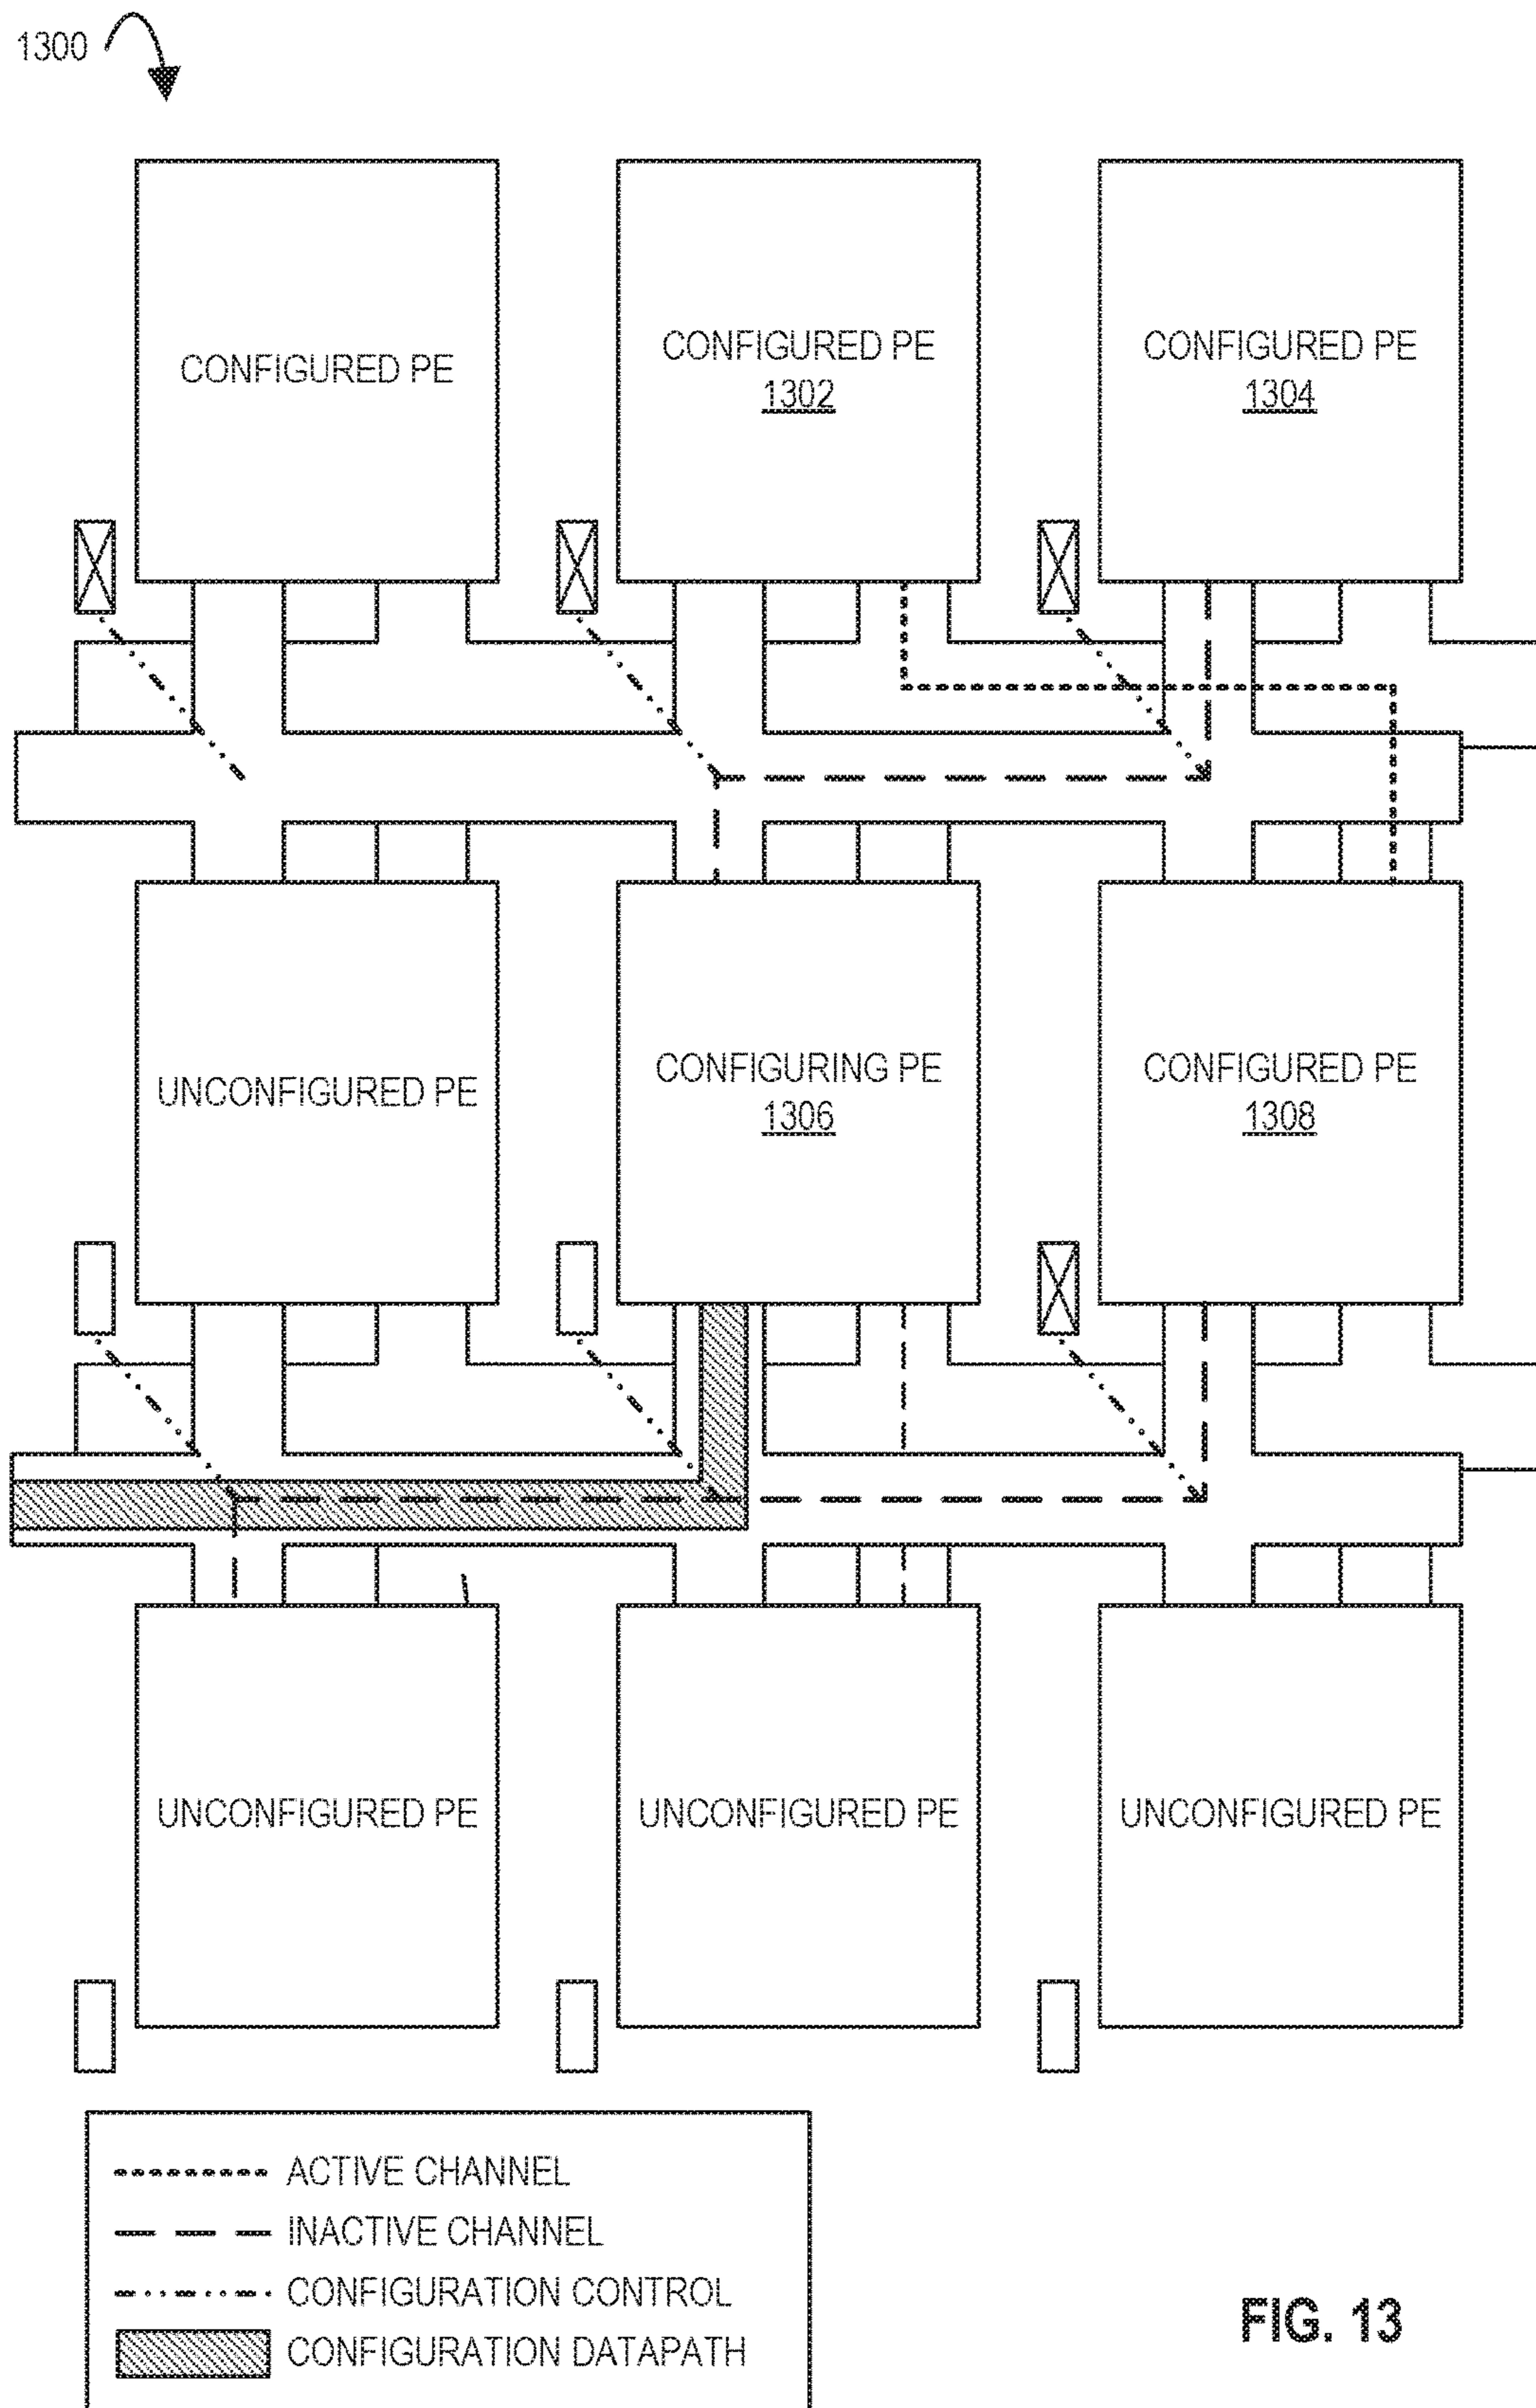 1300
CONFIGURED PE
CONFIGURED PE
1302
CONFIGURED PE
1304
UNCONFIGURED PE
CONFIGURING PE
1306
CONFIGURED PE
1308
UNCONFIGURED PE
UNCONFIGURED PE
UNCONFIGURED PE
ACTIVE CHANNEL
INACTIVE CHANNEL
CONFIGURATION CONTROL
CONFIGURATION DATAPATH
FIG. 13